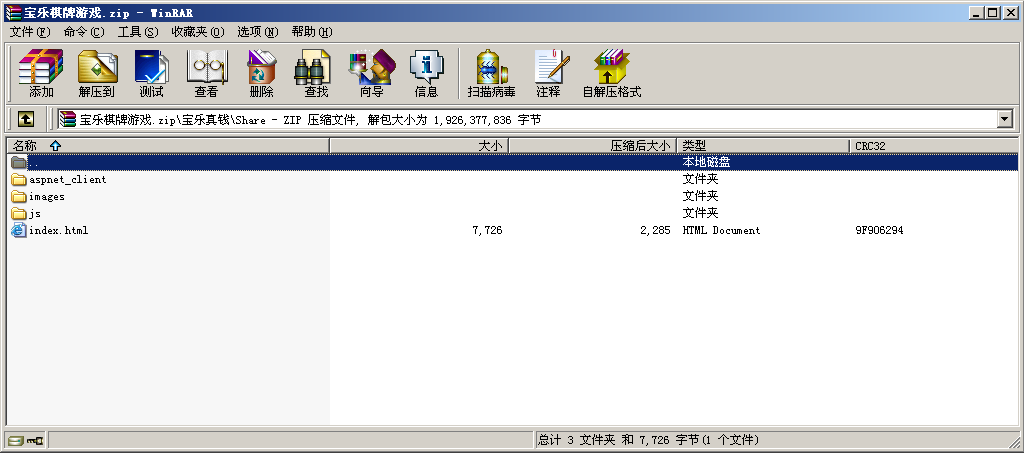 宝乐棋牌游戏.zip - WinRAR
文件(F) 命令(C) 工具(S) 收藏夹(O) 选项(N) 帮助(H)
添加 解压到 测试 查看 删除 查找 向导 信息 扫描病毒 注释 自解压格式
宝乐棋牌游戏.zip\宝乐真钱\Share - ZIP 压缩文件, 解包大小为 1,926,377,836 字节
名称 大小 压缩后大小 类型 CRC32
.. 本地磁盘
aspnet_client 文件夹
images 文件夹
js 文件夹
index.html 7,726 2,285 HTML Document 9F906294
总计 3 文件夹 和 7,726 字节(1 个文件)